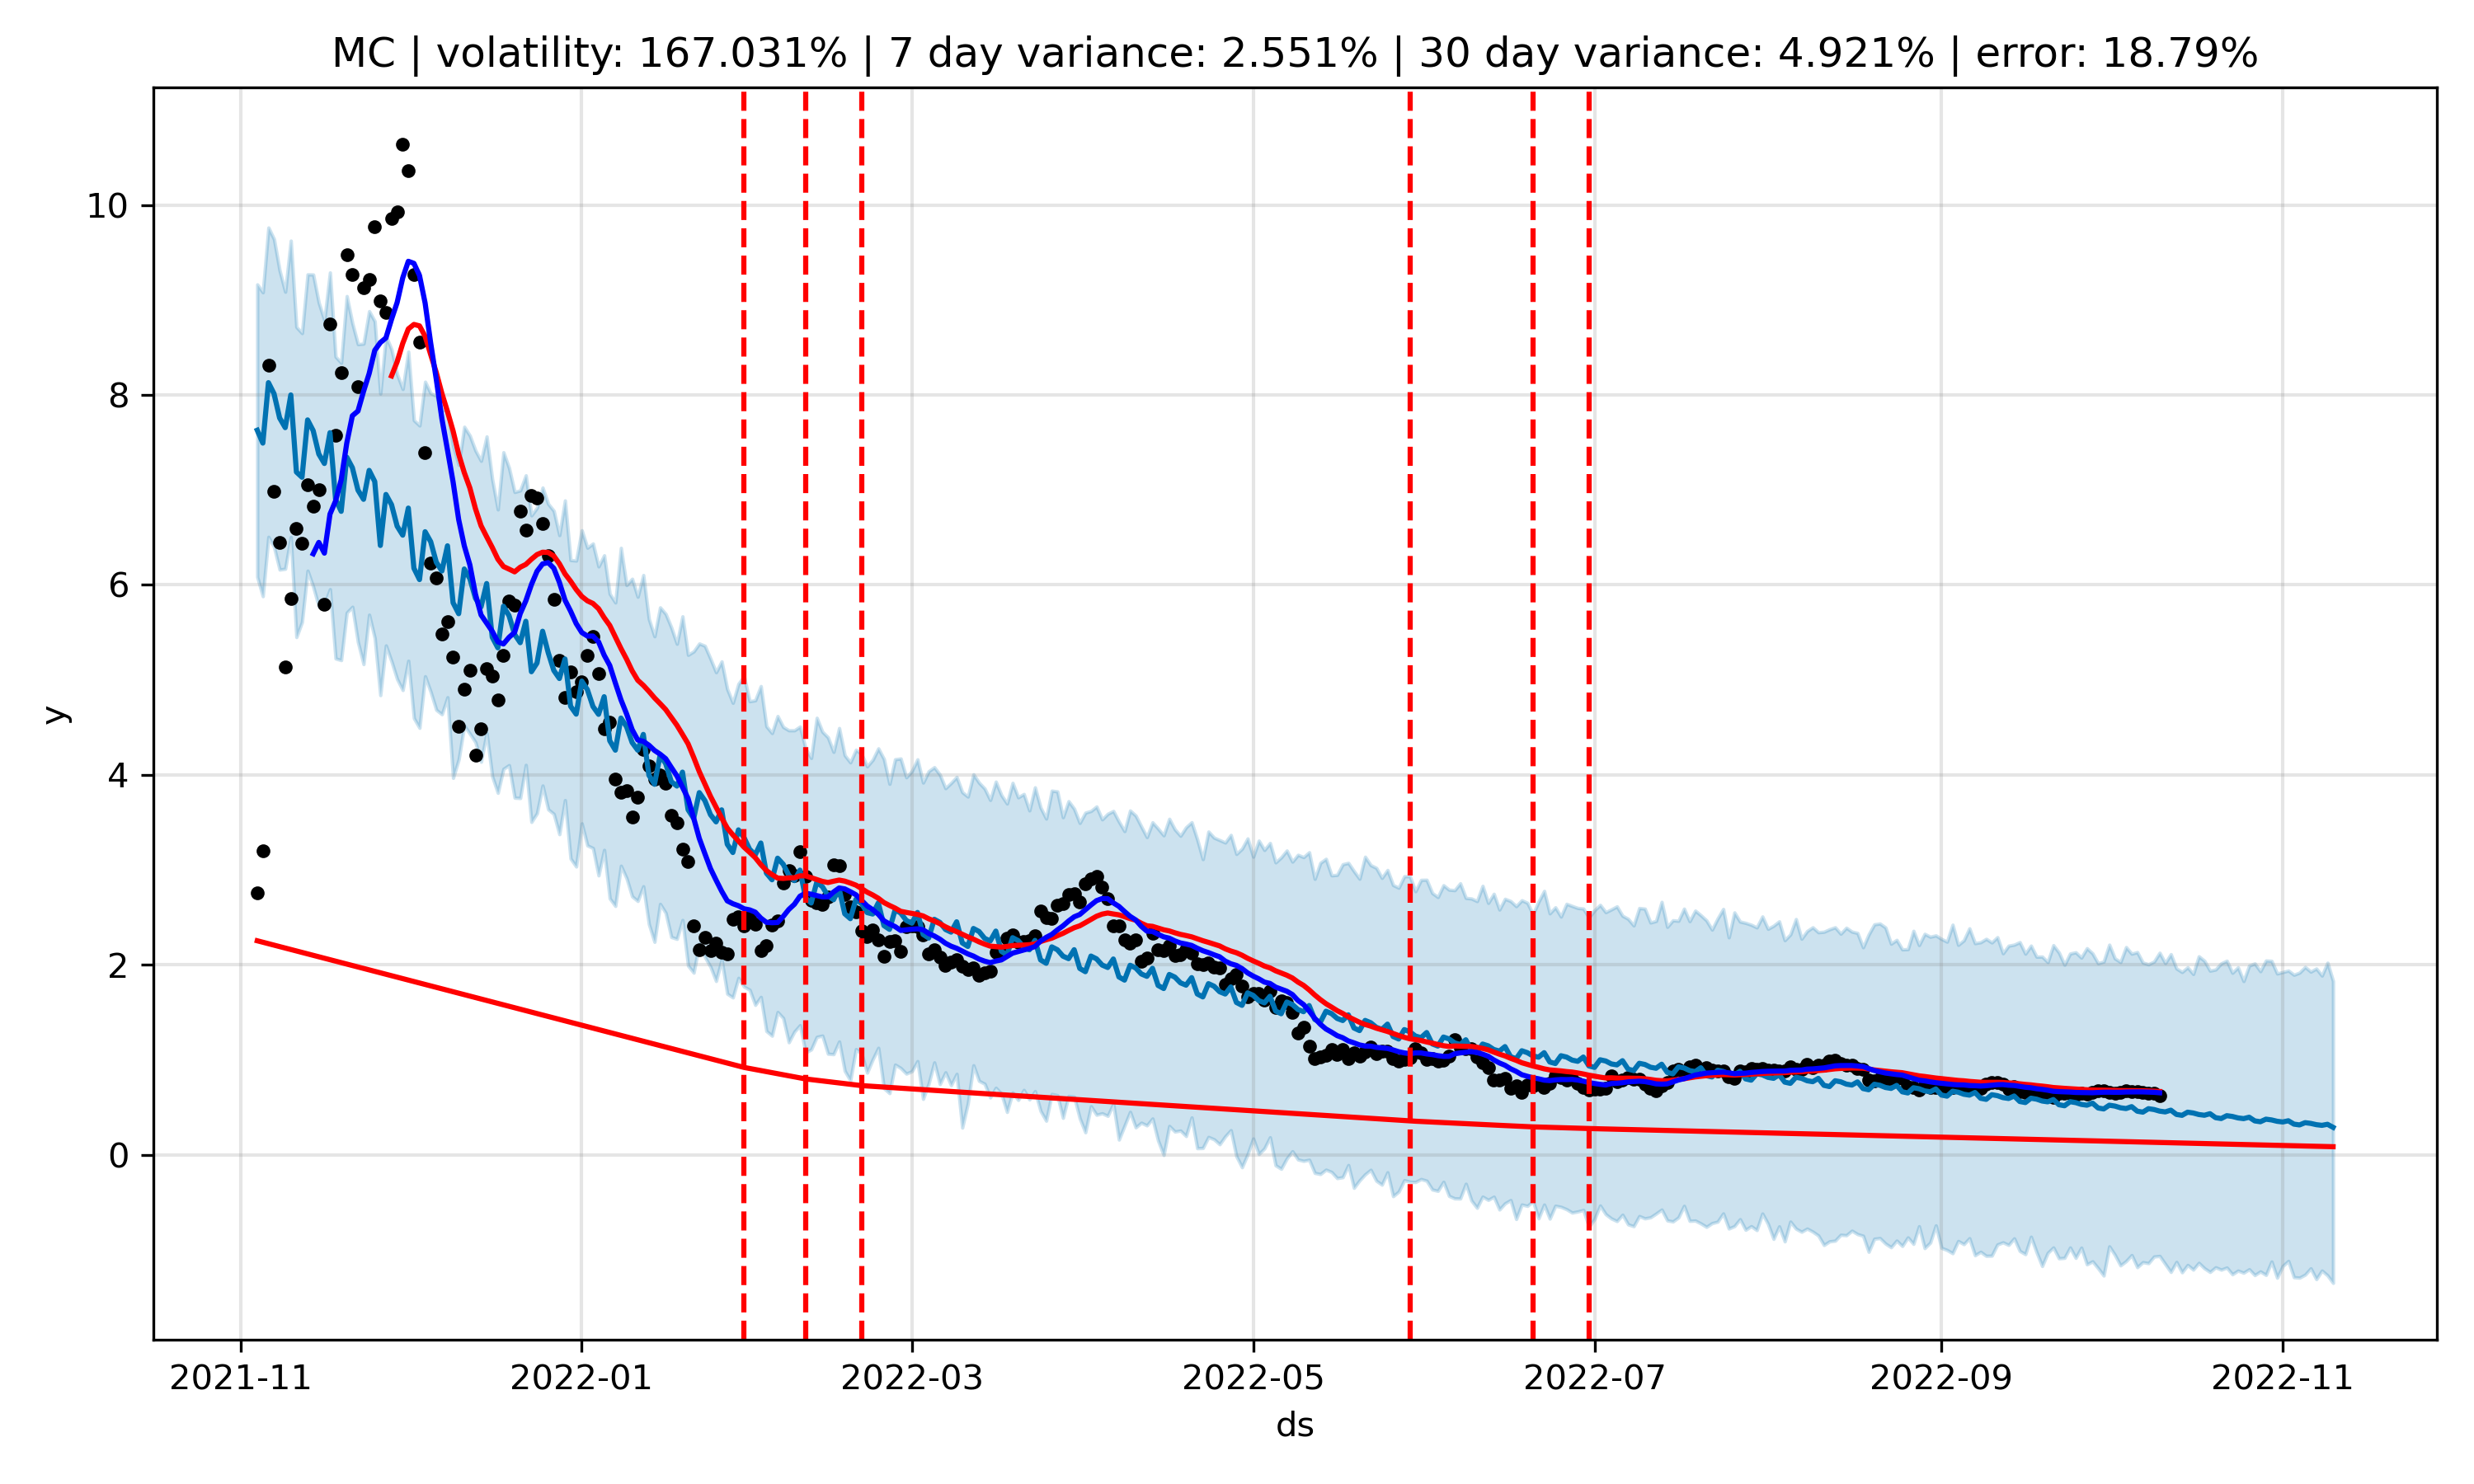 MC | volatility: 167.031% | 7 day variance: 2.551% | 30 day variance: 4.921% | error: 18.79%
y
10
8
6
4
2
0
2021-11 2022-01 2022-03 2022-05 2022-07 2022-09 2022-11
ds